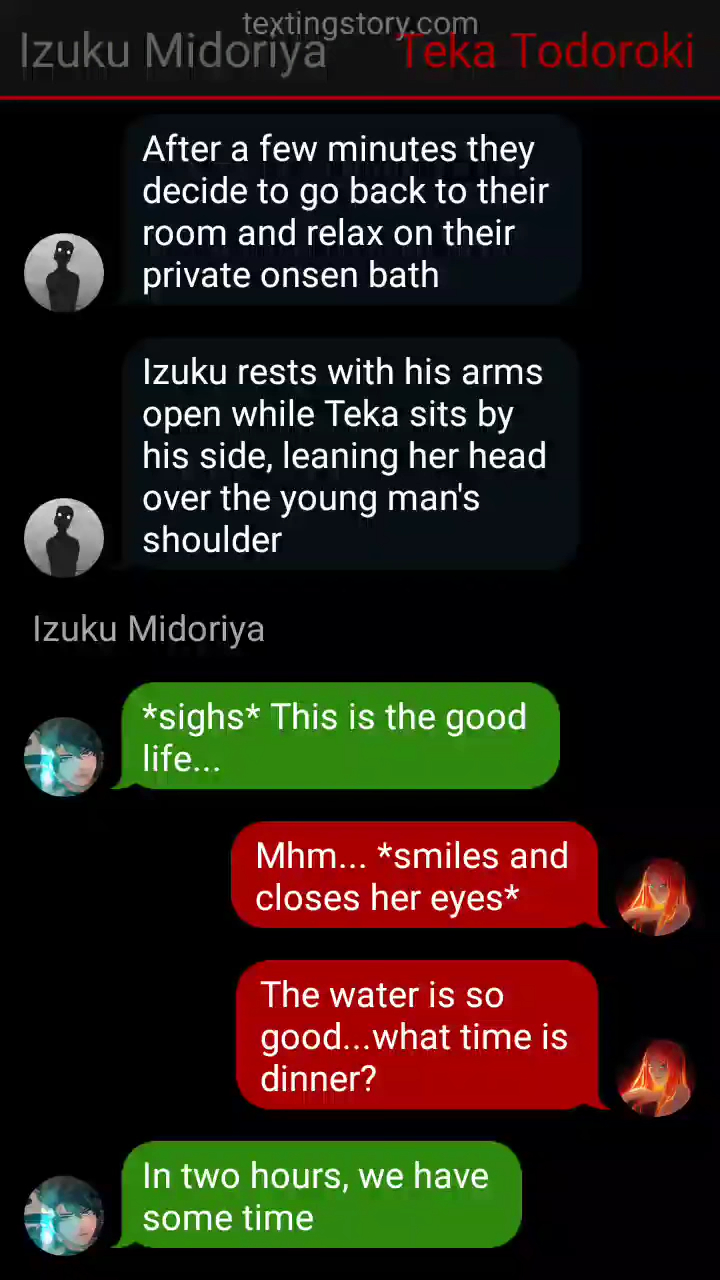 textingstory.com
Izuku Midoriya Teka Todoroki
After a few minutes they
decide to go back to their
room and relax on their
private onsen bath
Izuku rests with his arms
open while Teka sits by
his side, leaning her head
over the young man's
shoulder
Izuku Midoriya
*sighs* This is the good
life...
Mhm... *smiles and
closes her eyes*
The water is so
good...what time is
dinner?
In two hours, we have
some time